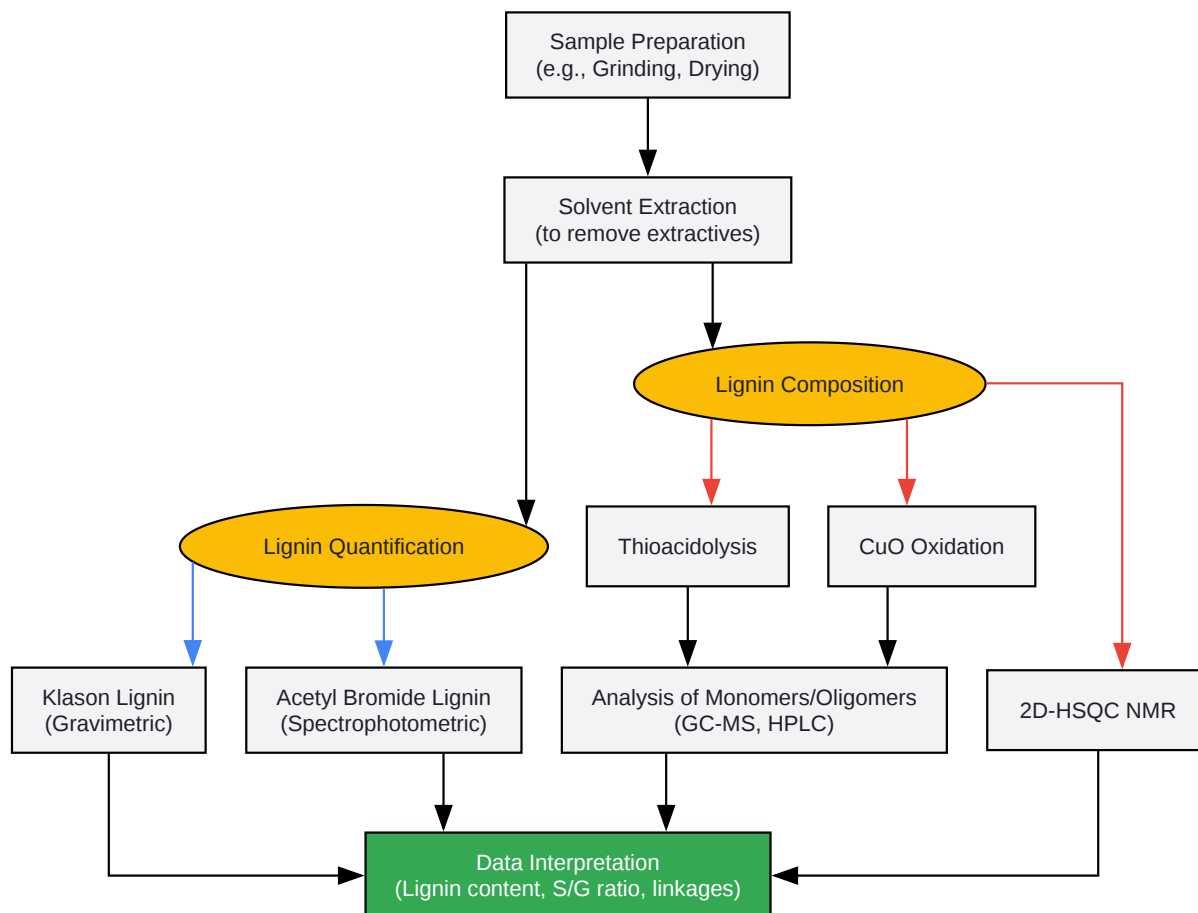 Sample Preparation
(e.g., Grinding, Drying)
Solvent Extraction
(to remove extractives)
Lignin Composition
Lignin Quantification
Thioacidolysis
CuO Oxidation
Klason Lignin
(Gravimetric)
Acetyl Bromide Lignin
(Spectrophotometric)
Analysis of Monomers/Oligomers
(GC-MS, HPLC)
2D-HSQC NMR
Data Interpretation
(Lignin content, S/G ratio, linkages)